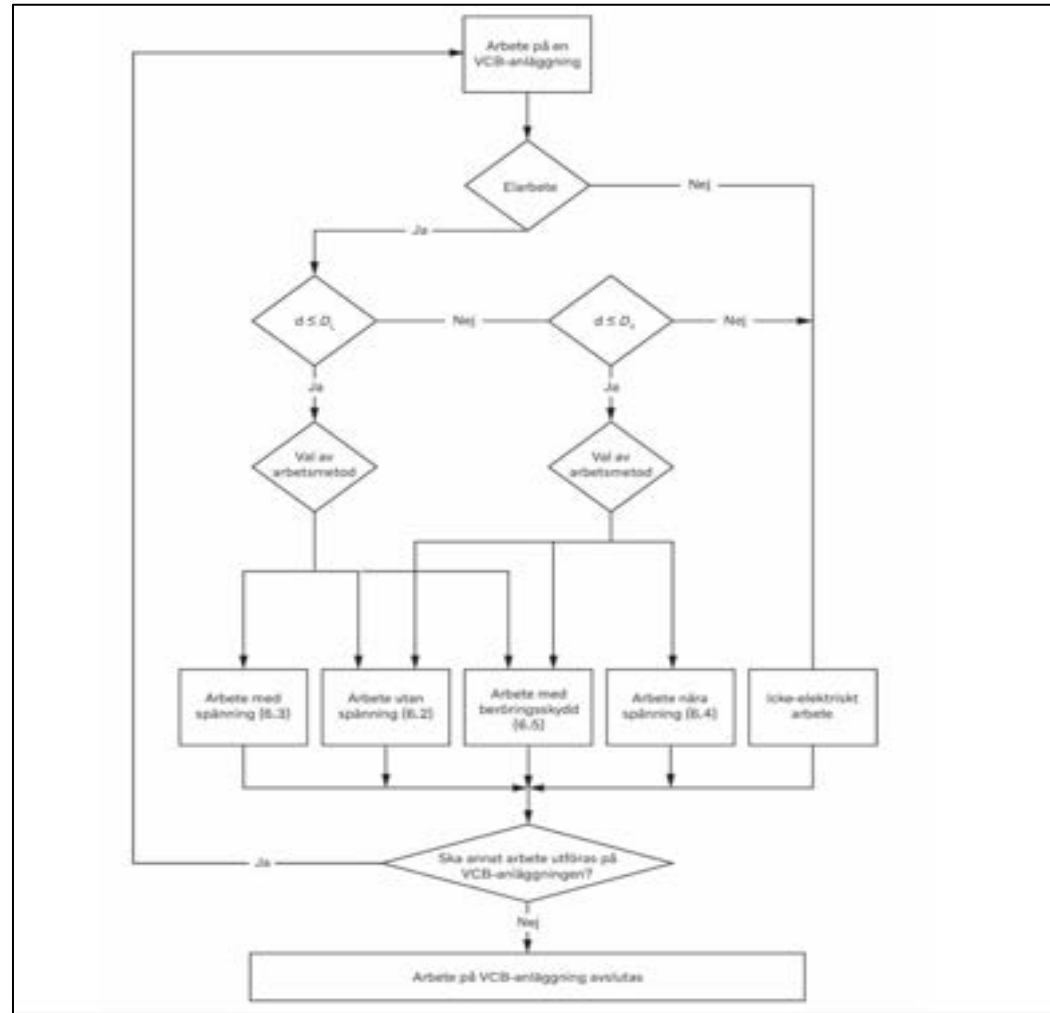 Arbete på en
VCB-anläggning
Elarbete
Nej
Ja
d ≤ DL
Nej
d ≤ Dv
Nej
Ja
Ja
Val av
arbetsmetod
Val av
arbetsmetod
Arbete med
spänning (6.3)
Arbete utan
spänning (6.2)
Arbete med
beröringsskydd
(6.5)
Arbete nära
spänning (6.4)
Icke-elektriskt
arbete
Ja
Ska annat arbete utföras på
VCB-anläggningen?
Nej
Arbete på VCB-anläggning avslutas